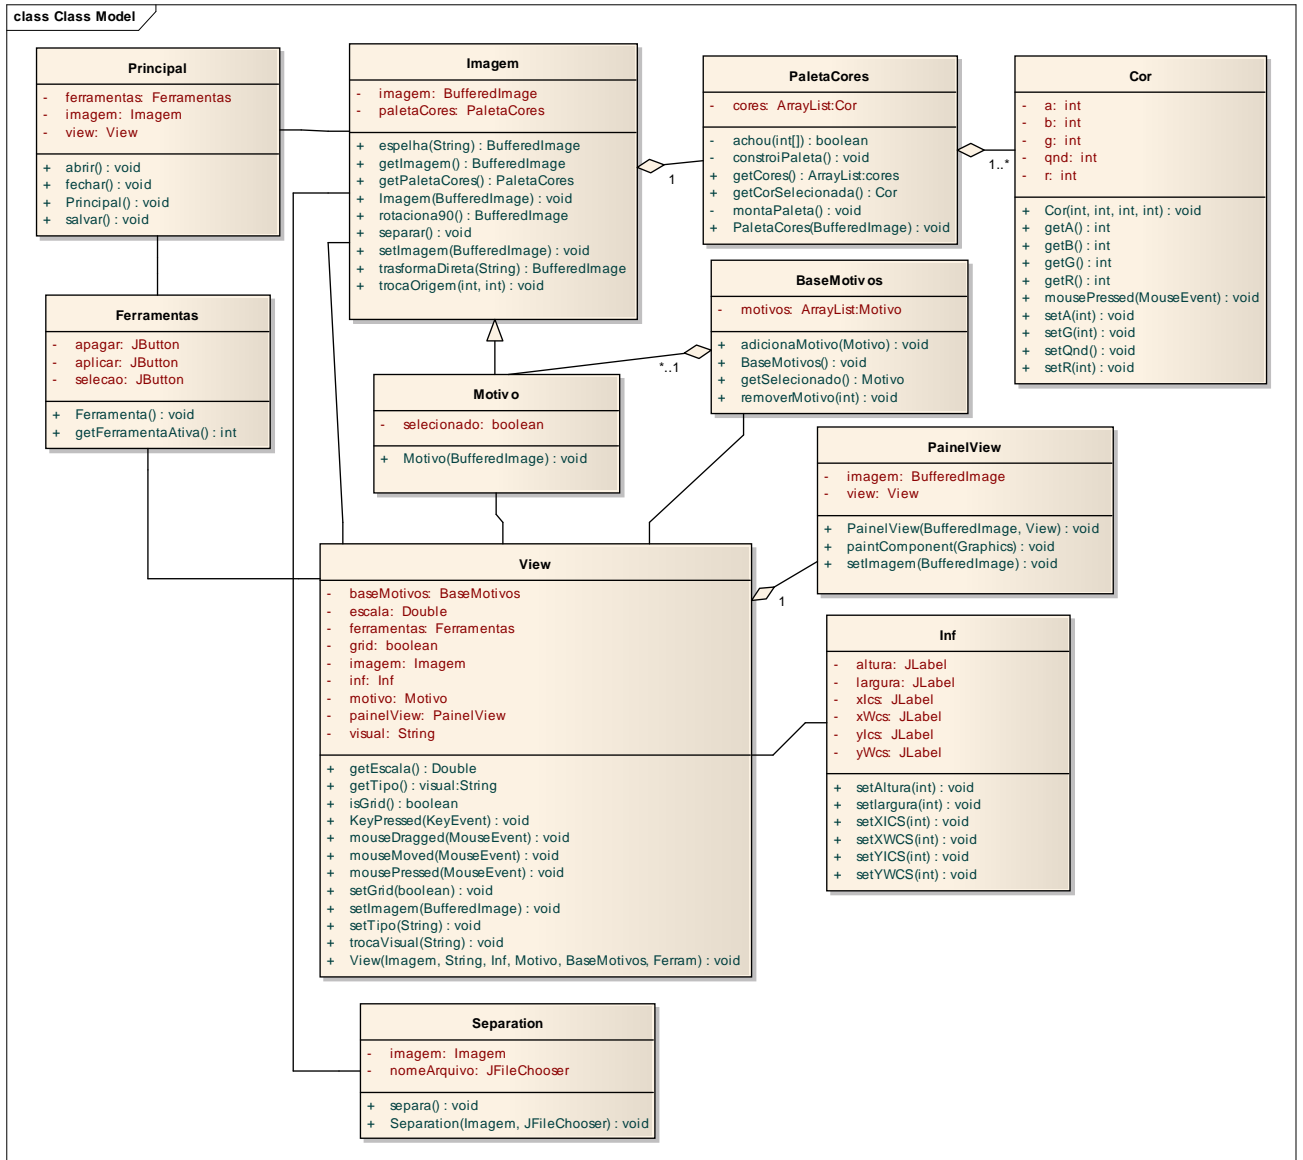 class Class Model
Principal
- ferramentas: Ferramentas
- imagem: Imagem
- view: View
+ abrir() : void
+ fechar() : void
+ Principal() : void
+ salvar() : void
Imagem
- imagem: BufferedImage
- paletaCores: PaletaCores
+ espelha(String) : BufferedImage
+ getImagem() : BufferedImage
+ getPaletaCores() : PaletaCores
+ Imagem(BufferedImage) : void
+ rotaciona90() : BufferedImage
+ separar() : void
+ setImagem(BufferedImage) : void
+ trasformaDireta(String) : BufferedImage
+ trocaOrigem(int, int) : void
1
PaletaCores
- cores: ArrayList:Cor
- achou(int[]) : boolean
- constroiPaleta() : void
+ getCores() : ArrayList:cores
+ getCorSelecionada() : Cor
- montaPaleta() : void
+ PaletaCores(BufferedImage) : void
1..*
Cor
- a: int
- b: int
- g: int
- qnd: int
- r: int
+ Cor(int, int, int, int) : void
+ getA() : int
+ getB() : int
+ getG() : int
+ getR() : int
+ mousePressed(MouseEvent) : void
+ setA(int) : void
+ setG(int) : void
+ setQnd() : void
+ setR(int) : void
Ferramentas
- apagar: JButton
- aplicar: JButton
- selecao: JButton
+ Ferramenta() : void
+ getFerramentaAtiva() : int
BaseMotivos
- motivos: ArrayList:Motivo
+ adicionaMotivo(Motivo) : void
+ BaseMotivos() : void
+ getSelecionado() : Motivo
+ removerMotivo(int) : void
*..1
Motivo
- selecionado: boolean
+ Motivo(BufferedImage) : void
PainelView
- imagem: BufferedImage
- view: View
+ PainelView(BufferedImage, View) : void
+ paintComponent(Graphics) : void
+ setImagem(BufferedImage) : void
1
View
- baseMotivos: BaseMotivos
- escala: Double
- ferramentas: Ferramentas
- grid: boolean
- imagem: Imagem
- inf: Inf
- motivo: Motivo
- painelView: PainelView
- visual: String
+ getEscala() : Double
+ getTipo() : visual:String
+ isGrid() : boolean
+ KeyPressed(KeyEvent) : void
+ mouseDragged(MouseEvent) : void
+ mouseMoved(MouseEvent) : void
+ mousePressed(MouseEvent) : void
+ setGrid(boolean) : void
+ setImagem(BufferedImage) : void
+ setTipo(String) : void
+ trocaVisual(String) : void
+ View(Imagem, String, Inf, Motivo, BaseMotivos, Ferram) : void
Inf
- altura: JLabel
- largura: JLabel
- xIcs: JLabel
- xWcs: JLabel
- yIcs: JLabel
- yWcs: JLabel
+ setAltura(int) : void
+ setlargura(int) : void
+ setXICS(int) : void
+ setXWCS(int) : void
+ setYICS(int) : void
+ setYWCS(int) : void
Separation
- imagem: Imagem
- nomeArquivo: JFileChooser
+ separa() : void
+ Separation(Imagem, JFileChooser) : void